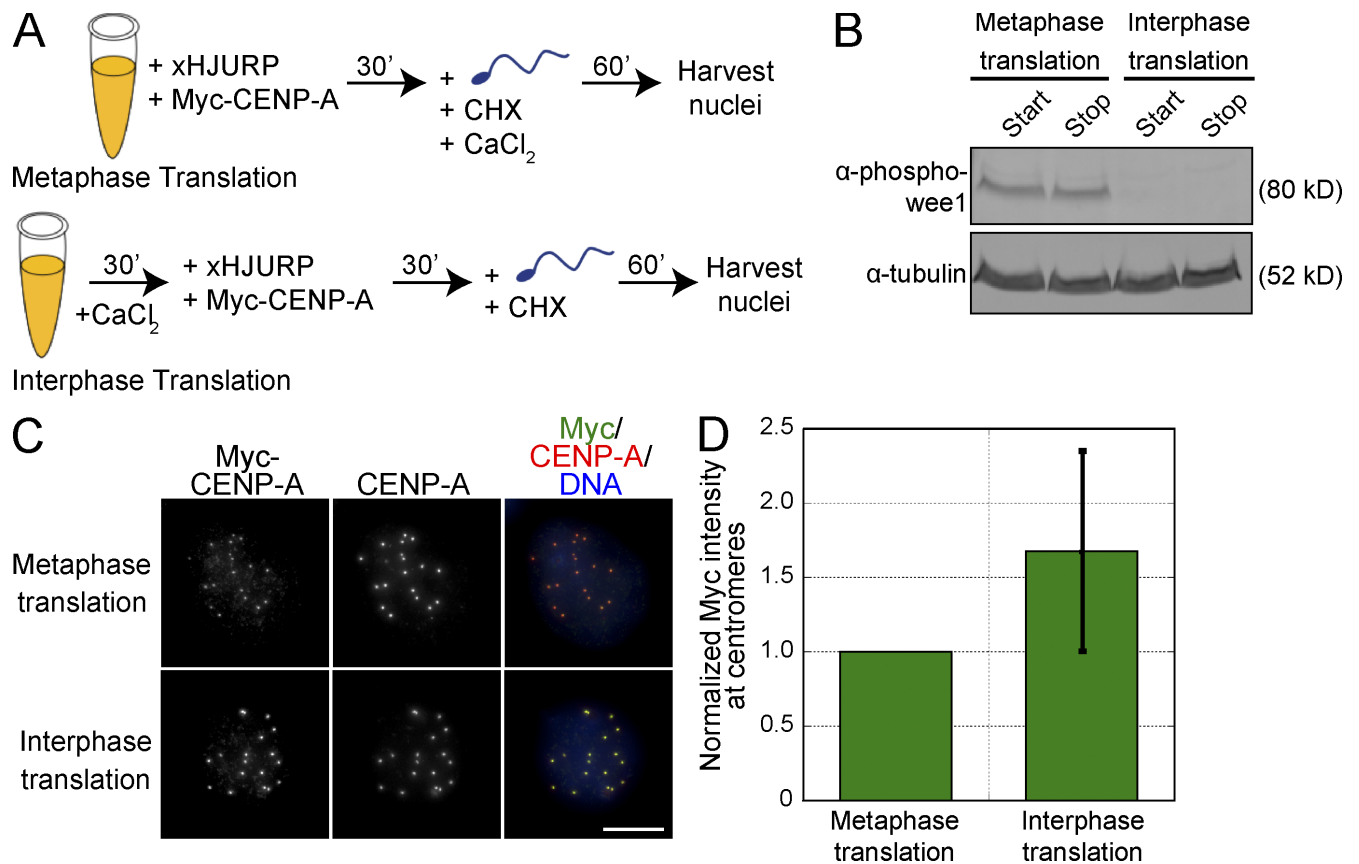 A
+ xHJURP
+ Myc-CENP-A
30’
+
+ CHX
+ CaCl2
60’
Harvest
nuclei
Metaphase Translation
30’
+CaCl2
+ xHJURP
+ Myc-CENP-A
30’
+
+ CHX
60’
Harvest
nuclei
Interphase Translation
B
Metaphase
translation
Interphase
translation
Start
Stop
Start
Stop
α-phospho-
wee1
(80 kD)
α-tubulin
(52 kD)
C
Myc-
CENP-A
CENP-A
Myc/
CENP-A/
DNA
Metaphase
translation
Interphase
translation
D
Normalized Myc intensity
at centromeres
2.5
2.0
1.5
1.0
0.5
0
Metaphase
translation
Interphase
translation